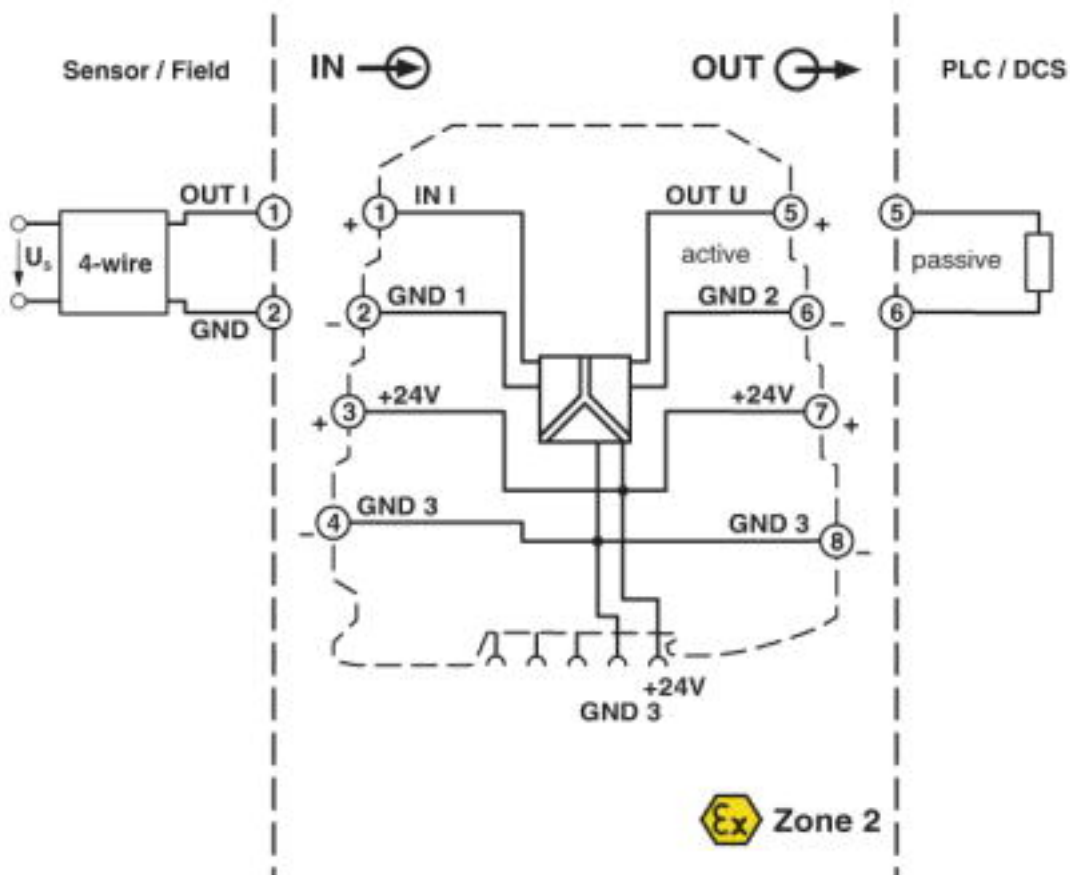 Sensor / Field
IN
OUT
PLC / DCS
OUT I
1
1
IN I
OUT U
5
5
+
+
Us
4-wire
active
passive
GND
2
2
GND 1
GND 2
6
6
–
–
3
+24V
+24V
7
+
+
4
GND 3
GND 3
8
–
–
+24V
GND 3
Ex
Zone 2